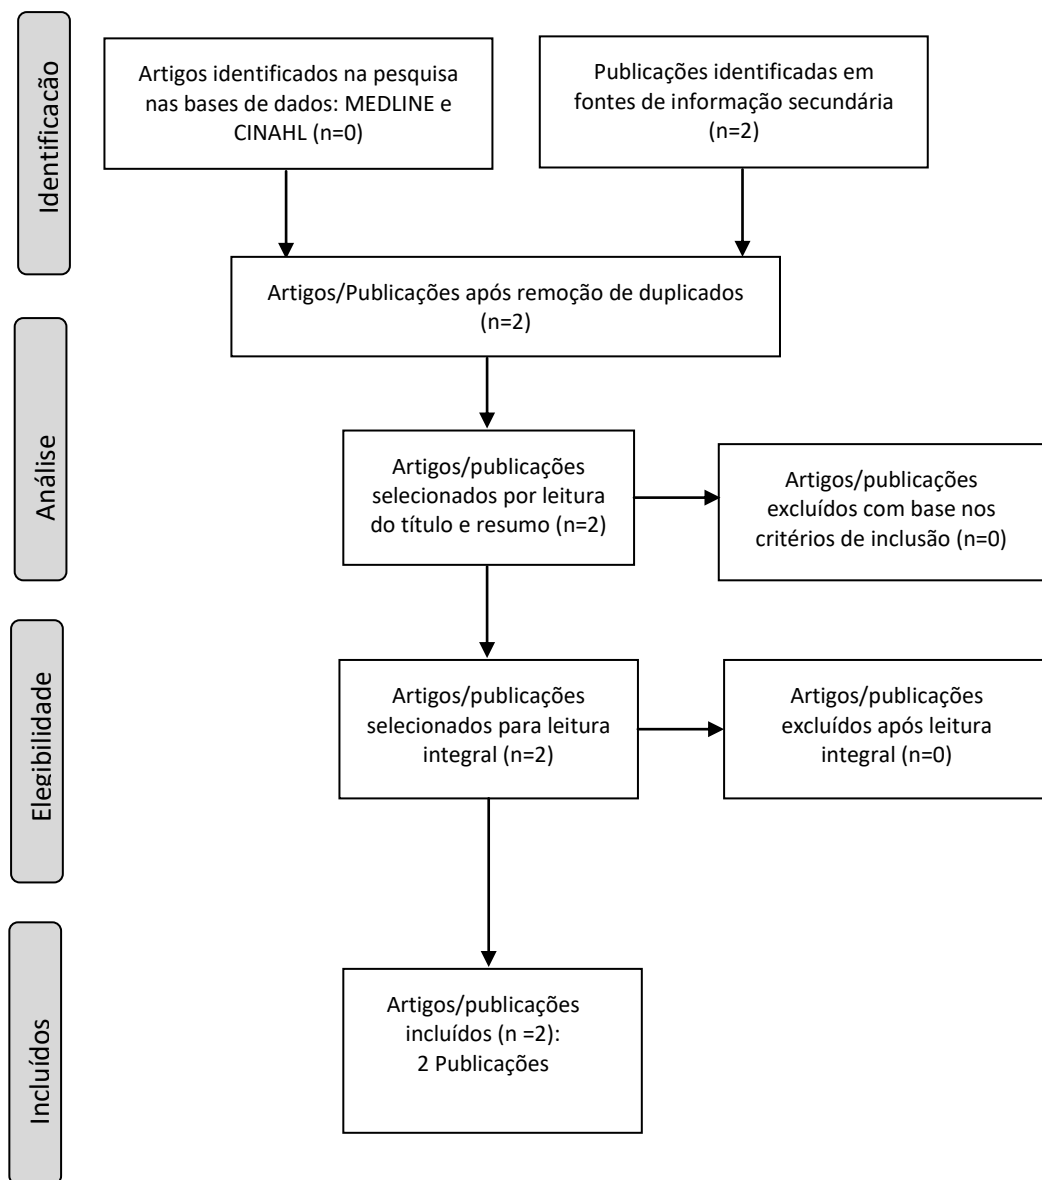 Identificação
Artigos identificados na pesquisa
nas bases de dados: MEDLINE e
CINAHL (n=0)
Publicações identificadas em
fontes de informação secundária
(n=2)
Artigos/Publicações após remoção de duplicados
(n=2)
Análise
Artigos/publicações
selecionados por leitura
do título e resumo (n=2)
Artigos/publicações
excluídos com base nos
critérios de inclusão (n=0)
Elegibilidade
Artigos/publicações
selecionados para leitura
integral (n=2)
Artigos/publicações
excluídos após leitura
integral (n=0)
Incluídos
Artigos/publicações
incluídos (n =2):
2 Publicações